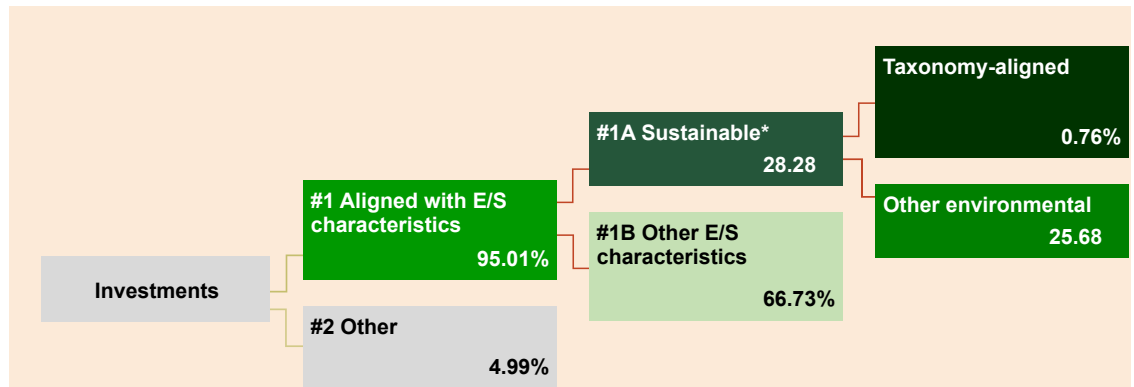 Taxonomy-aligned
0.76%
#1A Sustainable*
28.28
#1 Aligned with E/S
characteristics
95.01%
Other environmental
25.68
#1B Other E/S
characteristics
66.73%
Investments
#2 Other
4.99%